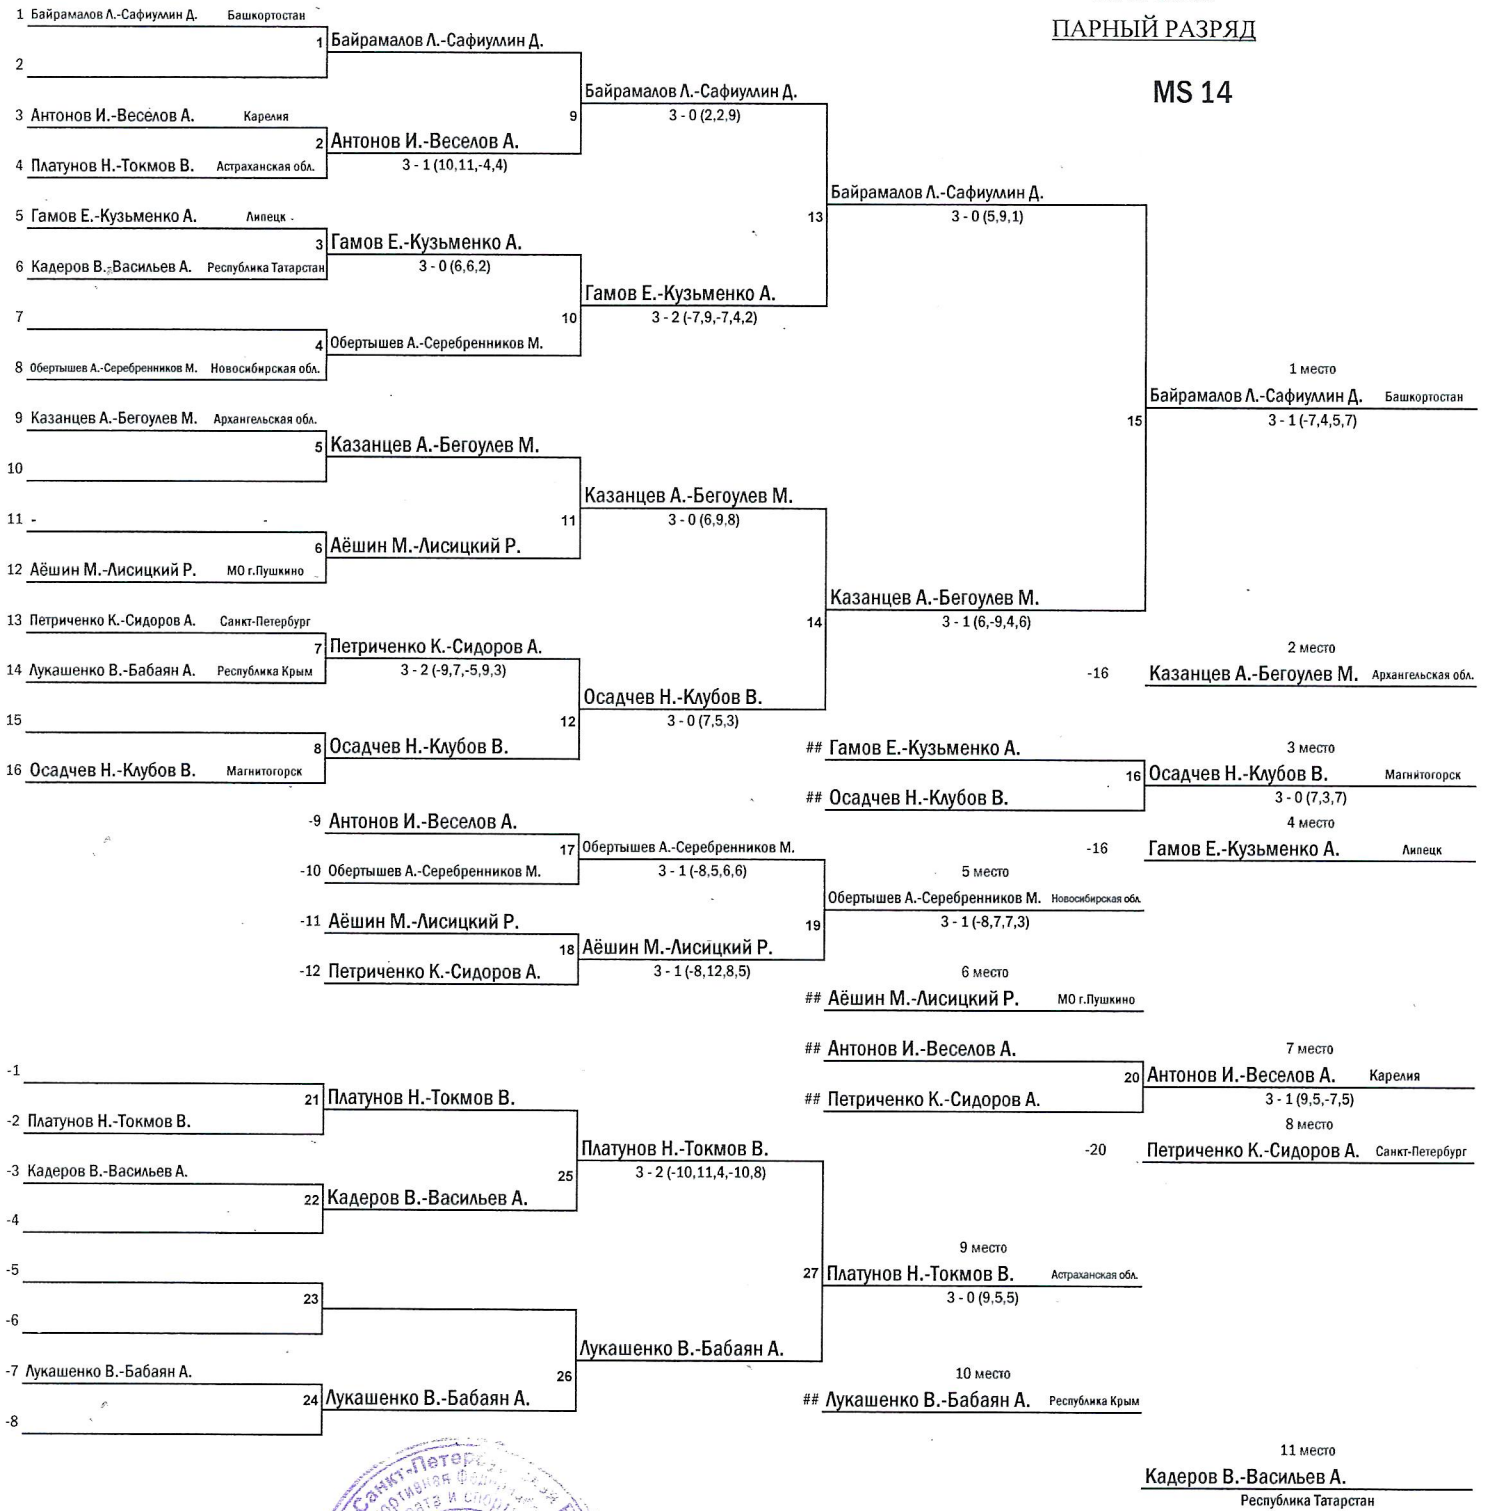 ПАРНЫЙ РАЗРЯД
MS 14
1 Байрамалов Л.-Сафиуллин Д. Башкортостан
1 Байрамалов Л.-Сафиуллин Д.
2
Байрамалов Л.-Сафиуллин Д.
9
3 - 0 (2,2,9)
3 Антонов И.-Веселов А. Карелия
2 Антонов И.-Веселов А.
3 - 1 (10,11,-4,4)
4 Платунов Н.-Токмов В. Астраханская обл.
Байрамалов Л.-Сафиуллин Д.
13
3 - 0 (5,9,1)
5 Гамов Е.-Кузьменко А. Липецк
3 Гамов Е.-Кузьменко А.
3 - 0 (6,6,2)
6 Кадеров В.-Васильев А. Республика Татарстан
Гамов Е.-Кузьменко А.
10
3 - 2 (-7,9,-7,4,2)
7
4 Обертышев А.-Серебренников М.
8 Обертышев А.-Серебренников М. Новосибирская обл.
1 место
Байрамалов Л.-Сафиуллин Д. Башкортостан
15
3 - 1 (-7,4,5,7)
9 Казанцев А.-Бегоулев М. Архангельская обл.
5 Казанцев А.-Бегоулев М.
10
Казанцев А.-Бегоулев М.
11
3 - 0 (6,9,8)
11 -
6 Аёшин М.-Лисицкий Р.
12 Аёшин М.-Лисицкий Р. МО г.Пушкино
Казанцев А.-Бегоулев М.
14
3 - 1 (6,-9,4,6)
13 Петриченко К.-Сидоров А. Санкт-Петербург
7 Петриченко К.-Сидоров А.
3 - 2 (-9,7,-5,9,3)
14 Лукашенко В.-Бабаян А. Республика Крым
2 место
-16 Казанцев А.-Бегоулев М. Архангельская обл.
Осадчев Н.-Клубов В.
12
3 - 0 (7,5,3)
15
8 Осадчев Н.-Клубов В.
16 Осадчев Н.-Клубов В. Магнитогорск
## Гамов Е.-Кузьменко А.
3 место
16 Осадчев Н.-Клубов В. Магнитогорск
3 - 0 (7,3,7)
## Осадчев Н.-Клубов В.
4 место
-16 Гамов Е.-Кузьменко А. Липецк
-9 Антонов И.-Веселов А.
17 Обертышев А.-Серебренников М.
3 - 1 (-8,5,6,6)
-10 Обертышев А.-Серебренников М.
5 место
Обертышев А.-Серебренников М. Новосибирская обл.
19
3 - 1 (-8,7,7,3)
-11 Аёшин М.-Лисицкий Р.
18 Аёшин М.-Лисицкий Р.
3 - 1 (-8,12,8,5)
-12 Петриченко К.-Сидоров А.
6 место
## Аёшин М.-Лисицкий Р. МО г.Пушкино
## Антонов И.-Веселов А.
7 место
20 Антонов И.-Веселов А. Карелия
3 - 1 (9,5,-7,5)
## Петриченко К.-Сидоров А.
8 место
-20 Петриченко К.-Сидоров А. Санкт-Петербург
-1
21 Платунов Н.-Токмов В.
-2 Платунов Н.-Токмов В.
Платунов Н.-Токмов В.
25
3 - 2 (-10,11,4,-10,8)
-3 Кадеров В.-Васильев А.
22 Кадеров В.-Васильев А.
-4
9 место
27 Платунов Н.-Токмов В. Астраханская обл.
3 - 0 (9,5,5)
-5
23
-6
Лукашенко В.-Бабаян А.
26
-7 Лукашенко В.-Бабаян А.
24 Лукашенко В.-Бабаян А.
-8
10 место
## Лукашенко В.-Бабаян А. Республика Крым
11 место
Кадеров В.-Васильев А.
Республика Татарстан